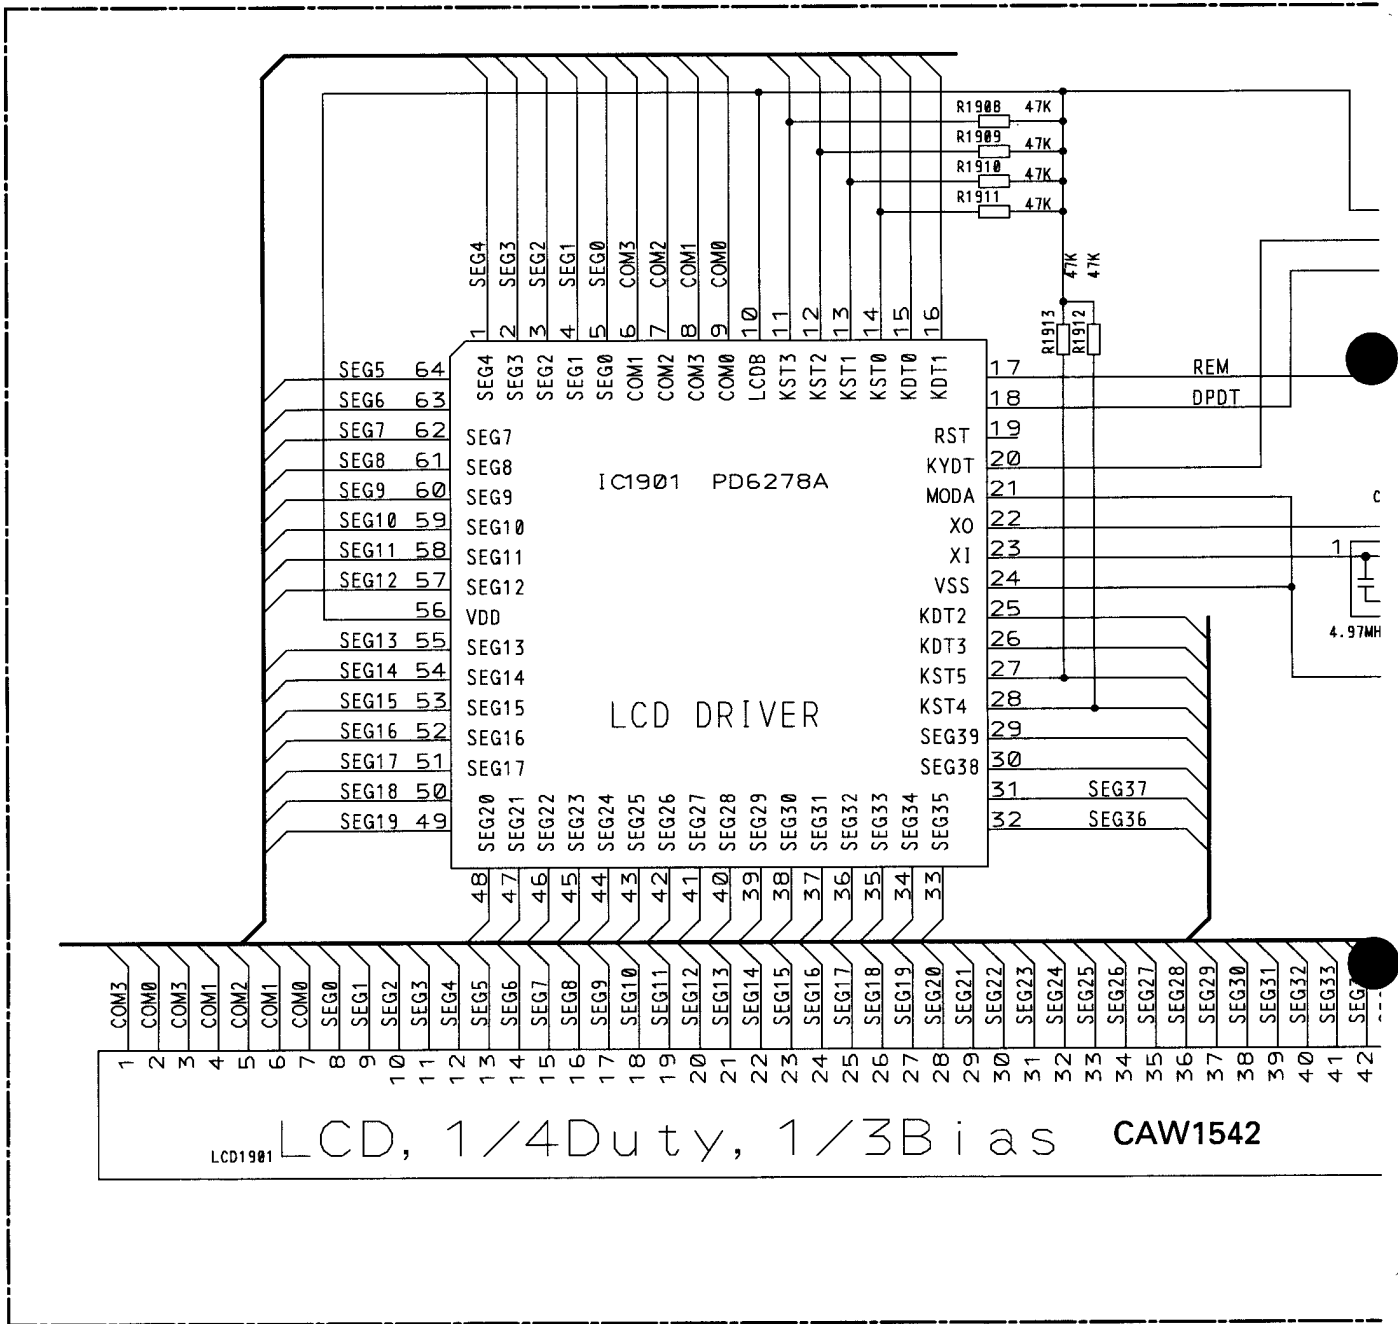 R1908 47K
R1909 47K
R1910 47K
R1911 47K
SEG4 SEG3 SEG2 SEG1 SEG0 COM3 COM2 COM1 COM0
47K 47K
R1913 R1912
1 2 3 4 5 6 7 8 9 10 11 12 13 14 15 16
SEG4 SEG3 SEG2 SEG1 SEG0 COM1 COM2 COM3 COM0 LCDB KST3 KST2 KST1 KST0 KDT0 KDT1
SEG5 64
17 REM
SEG6 63
18 DPDT
SEG7 62 SEG7
RST 19
SEG8 61 SEG8
KYDT 20
IC1901 PD6278A
SEG9 60 SEG9
MODA 21
C
SEG10 59 SEG10
XO 22
SEG11 58 SEG11
XI 23
1
SEG12 57 SEG12
VSS 24
56 VDD
KDT2 25
4.97MH
SEG13 55 SEG13
KDT3 26
SEG14 54 SEG14
KST5 27
SEG15 53 SEG15
KST4 28
LCD DRIVER
SEG16 52 SEG16
SEG39 29
SEG17 51 SEG17
SEG38 30
SEG18 50
31 SEG37
SEG19 49
32 SEG36
SEG20 SEG21 SEG22 SEG23 SEG24 SEG25 SEG26 SEG27 SEG28 SEG29 SEG30 SEG31 SEG32 SEG33 SEG34 SEG35
48 47 46 45 44 43 42 41 40 39 38 37 36 35 34 33
COM3 COM0 COM3 COM1 COM2 COM1 COM0 SEG0 SEG1 SEG2 SEG3 SEG4 SEG5 SEG6 SEG7 SEG8 SEG9 SEG10 SEG11 SEG12 SEG13 SEG14 SEG15 SEG16 SEG17 SEG18 SEG19 SEG20 SEG21 SEG22 SEG23 SEG24 SEG25 SEG26 SEG27 SEG28 SEG29 SEG30 SEG31 SEG32 SEG33
1 2 3 4 5 6 7 8 9 10 11 12 13 14 15 16 17 18 19 20 21 22 23 24 25 26 27 28 29 30 31 32 33 34 35 36 37 38 39 40 41 42
LCD1901 LCD, 1/4Duty, 1/3Bias CAW1542